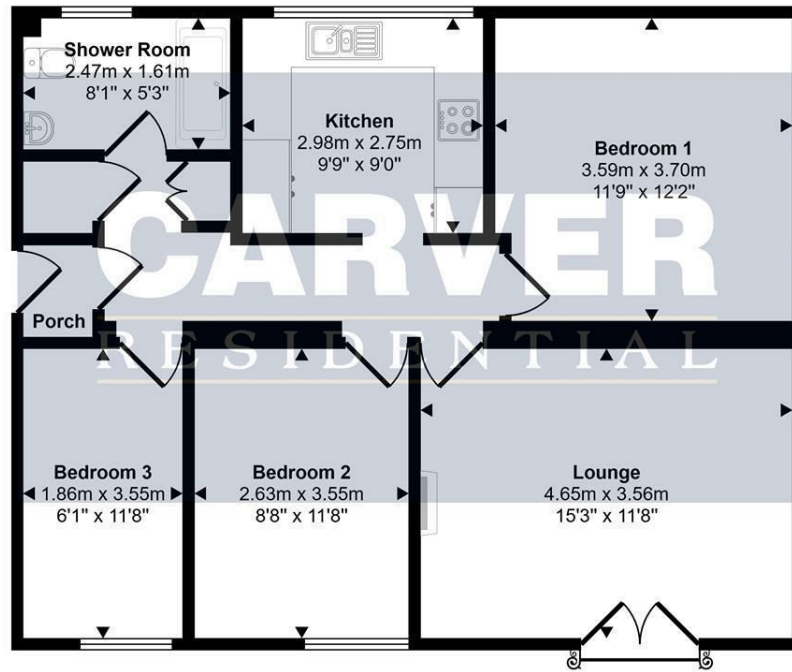 Shower Room
2.47m x 1.61m
8'1" x 5'3"
Kitchen
2.98m x 2.75m
9'9" x 9'0"
Bedroom 1
3.59m x 3.70m
11'9" x 12'2"
CARVER
RESIDENTIAL
Porch
Bedroom 3
1.86m x 3.55m
6'1" x 11'8"
Bedroom 2
2.63m x 3.55m
8'8" x 11'8"
Lounge
4.65m x 3.56m
15'3" x 11'8"